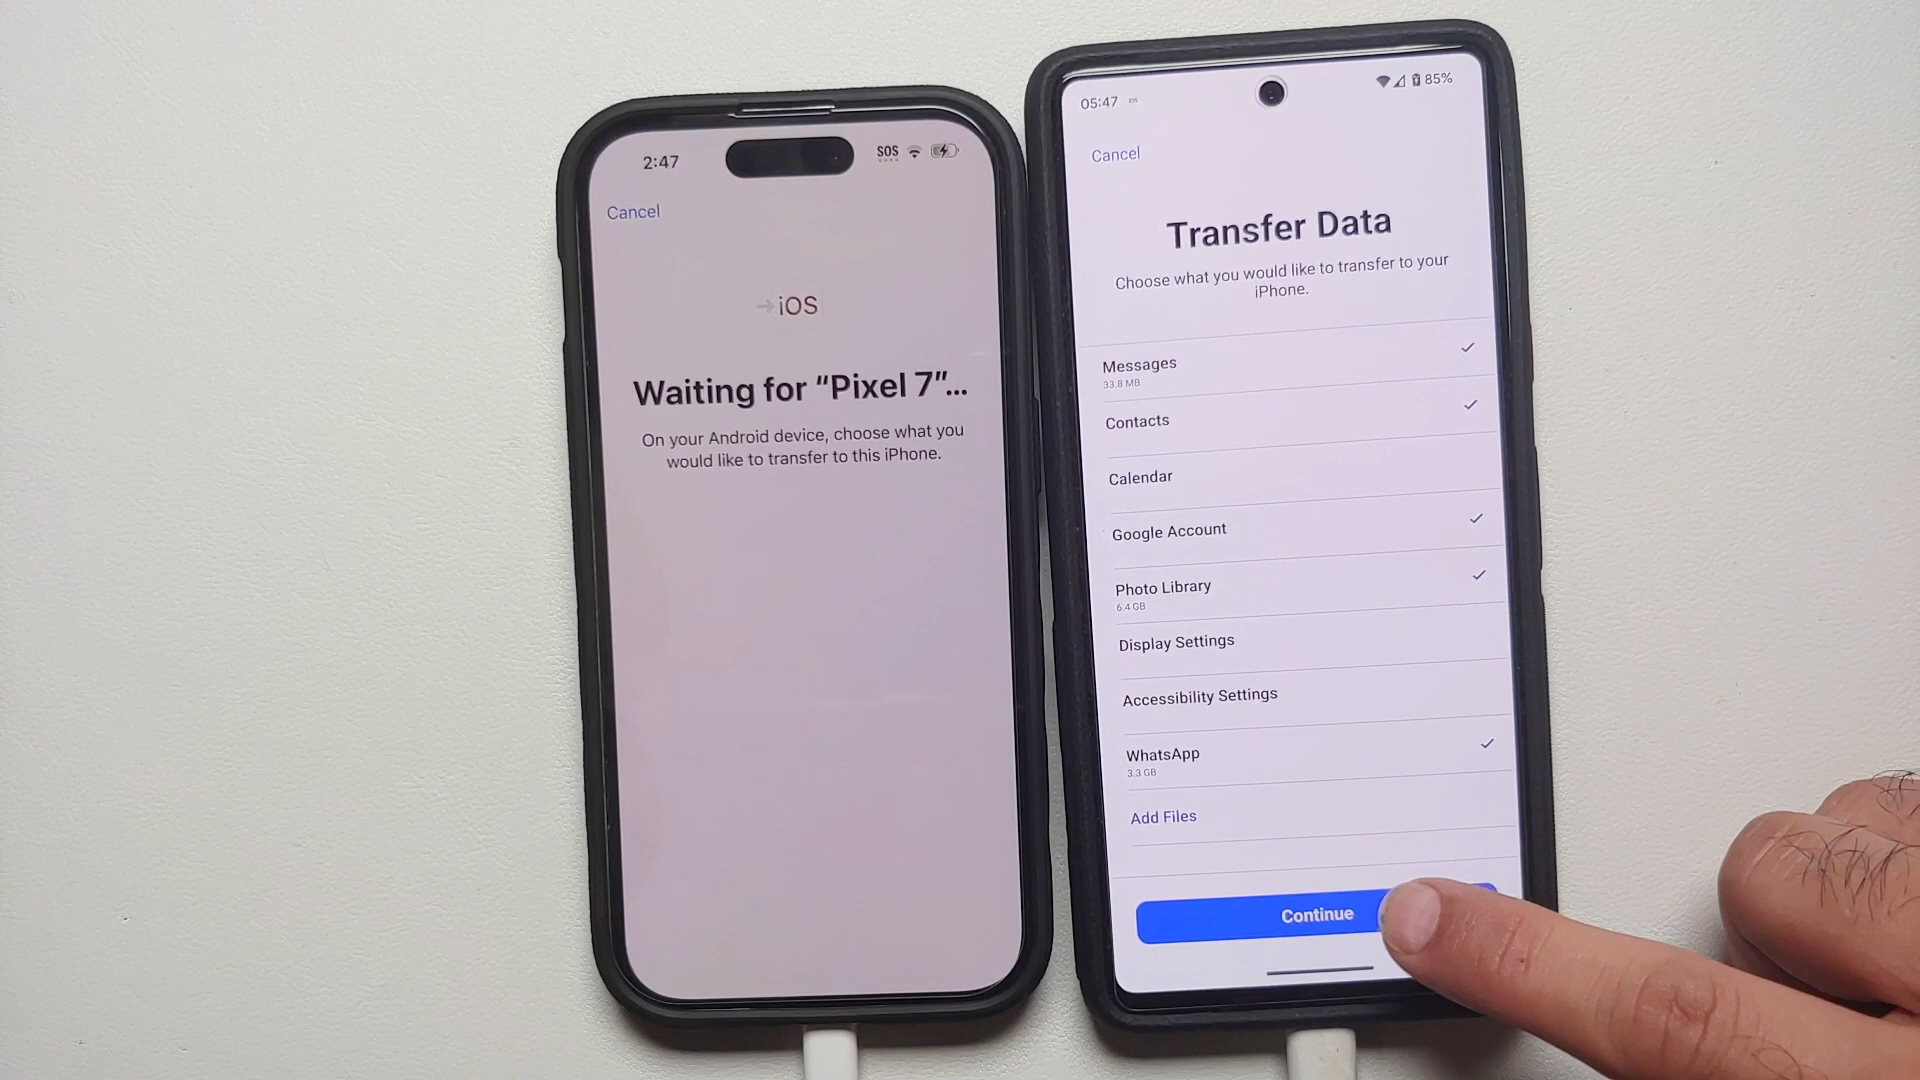 2:47
SOS
Cancel
iOS
Waiting for “Pixel 7”...
On your Android device, choose what you
would like to transfer to this iPhone.
05:47 iOS
85%
Cancel
Transfer Data
Choose what you would like to transfer to your
iPhone.
Messages
33.8 MB
Contacts
Calendar
Google Account
Photo Library
6.4 GB
Display Settings
Accessibility Settings
WhatsApp
3.3 GB
Add Files
Continue